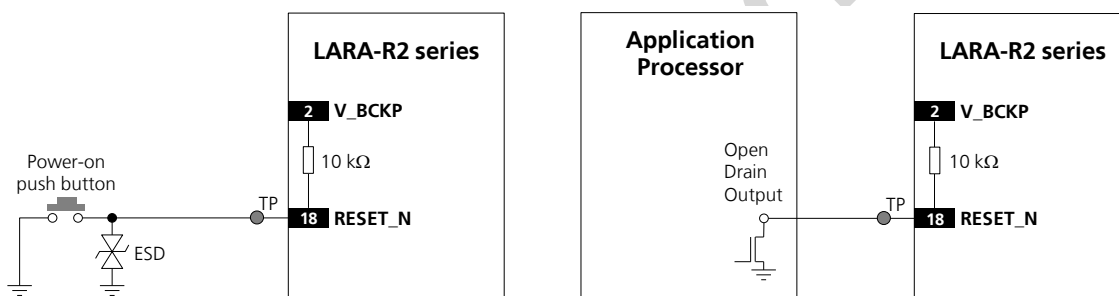 LARA-R2 series
2 V_BCKP
10 kΩ
Power-on
push button
TP
18 RESET_N
ESD
Application
Processor
Open
Drain
Output
TP
LARA-R2 series
2 V_BCKP
10 kΩ
18 RESET_N